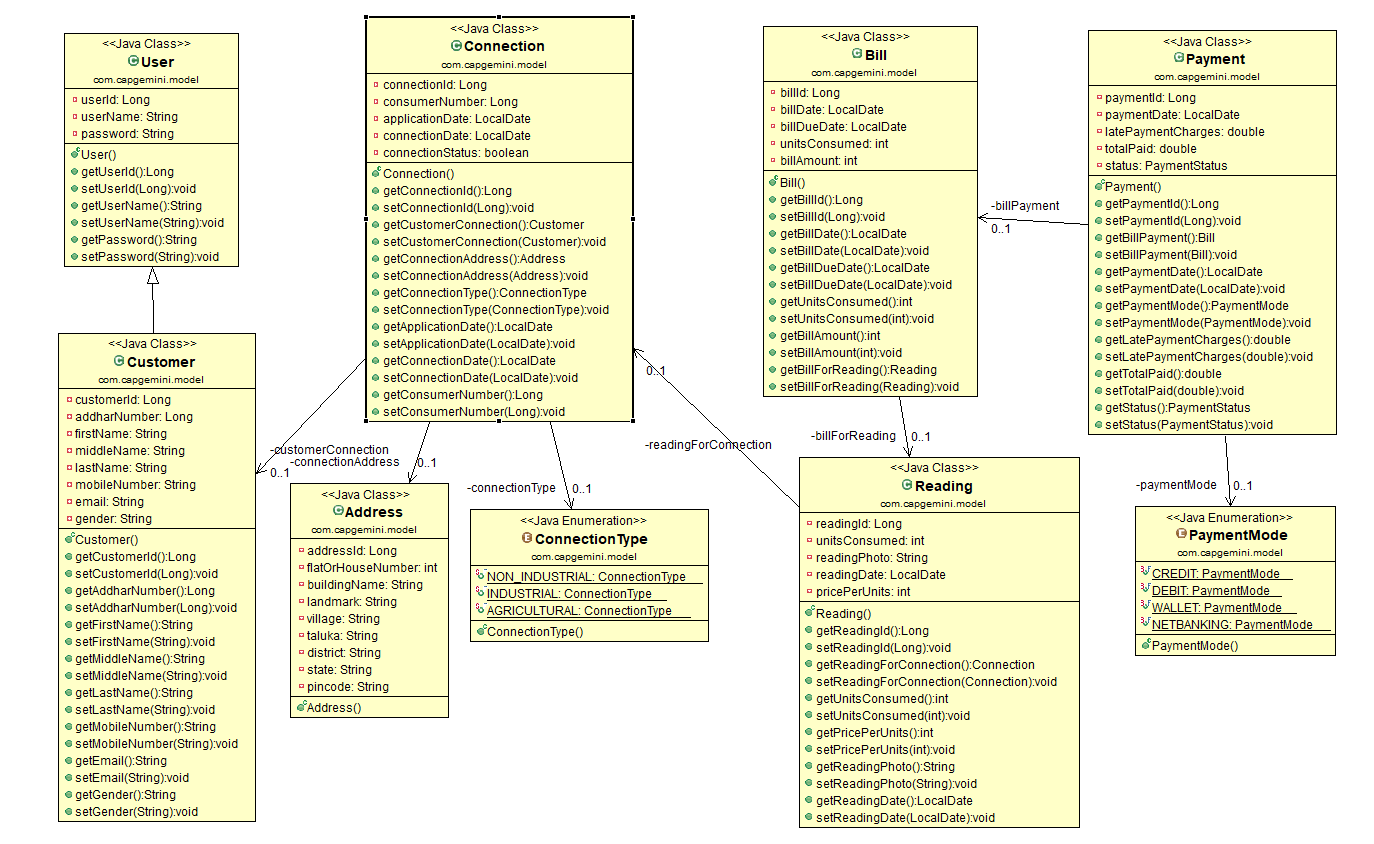 <<Java Class>>
User
com.capgemini.model
userId: Long
userName: String
password: String
User()
getUserId():Long
setUserId(Long):void
getUserName():String
setUserName(String):void
getPassword():String
setPassword(String):void
<<Java Class>>
Customer
com.capgemini.model
customerId: Long
addharNumber: Long
firstName: String
middleName: String
lastName: String
mobileNumber: String
email: String
gender: String
Customer()
getCustomerId():Long
setCustomerId(Long):void
getAddharNumber():Long
setAddharNumber(Long):void
getFirstName():String
setFirstName(String):void
getMiddleName():String
setMiddleName(String):void
getLastName():String
setLastName(String):void
getMobileNumber():String
setMobileNumber(String):void
getEmail():String
setEmail(String):void
getGender():String
setGender(String):void
<<Java Class>>
Connection
com.capgemini.model
connectionId: Long
consumerNumber: Long
applicationDate: LocalDate
connectionDate: LocalDate
connectionStatus: boolean
Connection()
getConnectionId():Long
setConnectionId(Long):void
getCustomerConnection():Customer
setCustomerConnection(Customer):void
getConnectionAddress():Address
setConnectionAddress(Address):void
getConnectionType():ConnectionType
setConnectionType(ConnectionType):void
getApplicationDate():LocalDate
setApplicationDate(LocalDate):void
getConnectionDate():LocalDate
setConnectionDate(LocalDate):void
getConsumerNumber():Long
setConsumerNumber(Long):void
-customerConnection
0..1
-connectionAddress
0..1
-connectionType
0..1
<<Java Class>>
Address
com.capgemini.model
addressId: Long
flatOrHouseNumber: int
buildingName: String
landmark: String
village: String
taluka: String
district: String
state: String
pincode: String
Address()
<<Java Enumeration>>
ConnectionType
com.capgemini.model
NON_INDUSTRIAL: ConnectionType
INDUSTRIAL: ConnectionType
AGRICULTURAL: ConnectionType
ConnectionType()
0..1
-readingForConnection
<<Java Class>>
Bill
com.capgemini.model
billId: Long
billDate: LocalDate
billDueDate: LocalDate
unitsConsumed: int
billAmount: int
Bill()
getBillId():Long
setBillId(Long):void
getBillDate():LocalDate
setBillDate(LocalDate):void
getBillDueDate():LocalDate
setBillDueDate(LocalDate):void
getUnitsConsumed():int
setUnitsConsumed(int):void
getBillAmount():int
setBillAmount(int):void
getBillForReading():Reading
setBillForReading(Reading):void
-billForReading
0..1
<<Java Class>>
Reading
com.capgemini.model
readingId: Long
unitsConsumed: int
readingPhoto: String
readingDate: LocalDate
pricePerUnits: int
Reading()
getReadingId():Long
setReadingId(Long):void
getReadingForConnection():Connection
setReadingForConnection(Connection):void
getUnitsConsumed():int
setUnitsConsumed(int):void
getPricePerUnits():int
setPricePerUnits(int):void
getReadingPhoto():String
setReadingPhoto(String):void
getReadingDate():LocalDate
setReadingDate(LocalDate):void
-billPayment
0..1
<<Java Class>>
Payment
com.capgemini.model
paymentId: Long
paymentDate: LocalDate
latePaymentCharges: double
totalPaid: double
status: PaymentStatus
Payment()
getPaymentId():Long
setPaymentId(Long):void
getBillPayment():Bill
setBillPayment(Bill):void
getPaymentDate():LocalDate
setPaymentDate(LocalDate):void
getPaymentMode():PaymentMode
setPaymentMode(PaymentMode):void
getLatePaymentCharges():double
setLatePaymentCharges(double):void
getTotalPaid():double
setTotalPaid(double):void
getStatus():PaymentStatus
setStatus(PaymentStatus):void
-paymentMode
0..1
<<Java Enumeration>>
PaymentMode
com.capgemini.model
CREDIT: PaymentMode
DEBIT: PaymentMode
WALLET: PaymentMode
NETBANKING: PaymentMode
PaymentMode()